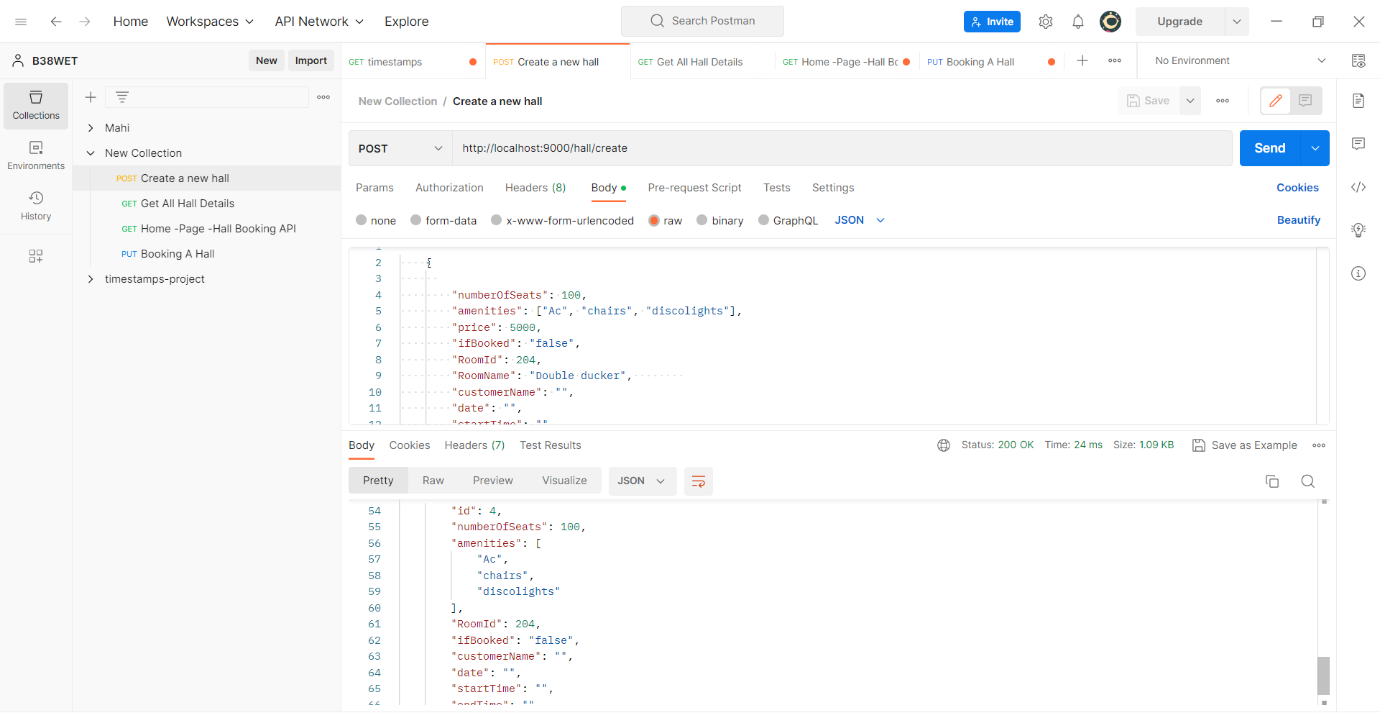 Home Workspaces API Network Explore Search Postman Invite Upgrade
B38WET New Import GET timestamps POST Create a new hall GET Get All Hall Details GET Home -Page -Hall Bc PUT Booking A Hall No Environment
Collections
Environments
History
Mahi
New Collection
POST Create a new hall
GET Get All Hall Details
GET Home -Page -Hall Booking API
PUT Booking A Hall
timestamps-project
New Collection / Create a new hall Save
POST http://localhost:9000/hall/create Send
Params Authorization Headers (8) Body Pre-request Script Tests Settings Cookies
none form-data x-www-form-urlencoded raw binary GraphQL JSON Beautify
2 {
3
4 "numberOfSeats": 100,
5 "amenities": ["Ac", "chairs", "discolights"],
6 "price": 5000,
7 "ifBooked": "false",
8 "RoomId": 204,
9 "RoomName": "Double ducker",
10 "customerName": "",
11 "date": "",
12 "startTime": ""
Body Cookies Headers (7) Test Results Status: 200 OK Time: 24 ms Size: 1.09 KB Save as Example
Pretty Raw Preview Visualize JSON
54 "id": 4,
55 "numberOfSeats": 100,
56 "amenities": [
57 "Ac",
58 "chairs",
59 "discolights"
60 ],
61 "RoomId": 204,
62 "ifBooked": "false",
63 "customerName": "",
64 "date": "",
65 "startTime": "",
66 "endTime": ""